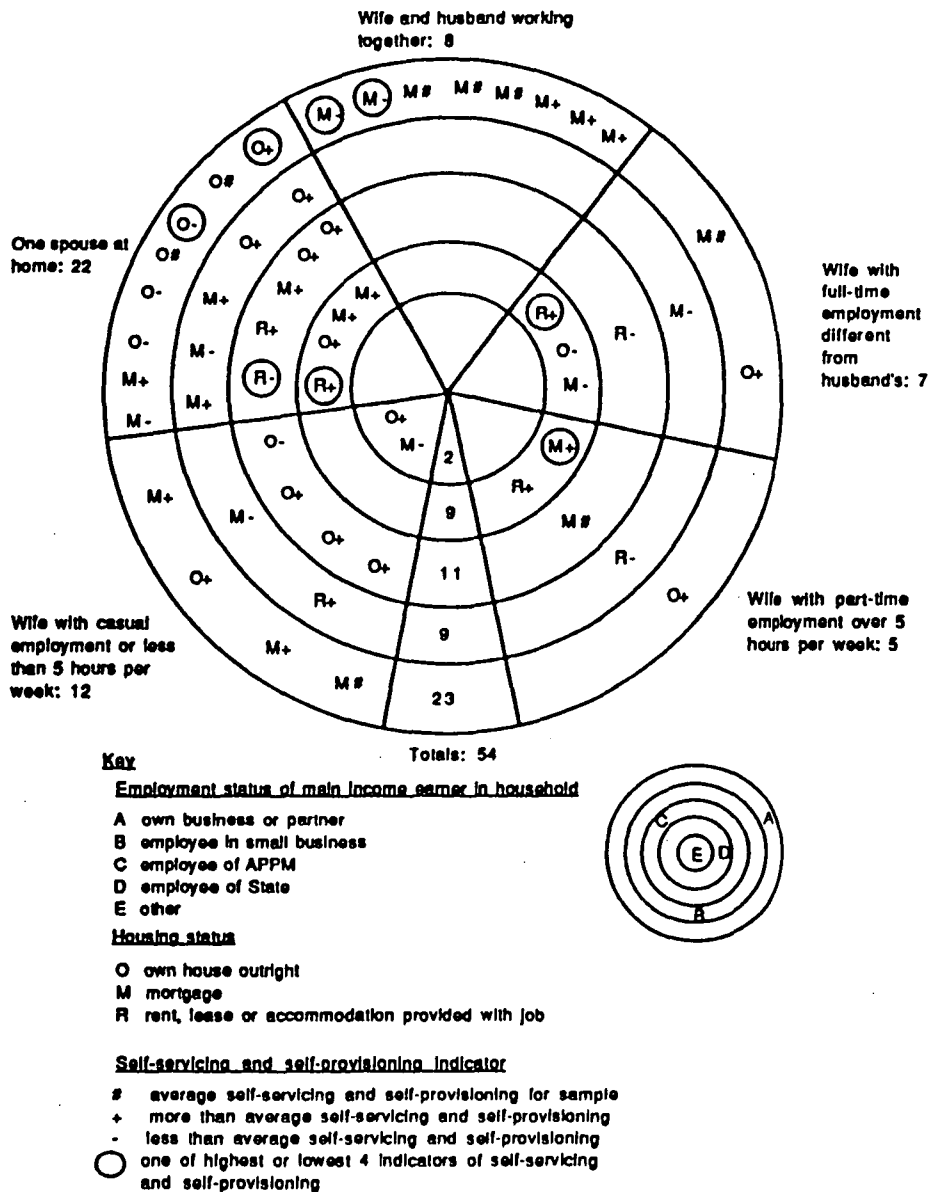 Wife and husband working
together: 8
M- M- M# M# M# M+ M+ M+
O+
O#
O-
O#
O-
O-
M+
M-
One spouse at
home: 22
O+
O+
M+
M-
M+
O+
O+
M+
R+
R-
M+
M+
O+
R+
M#
O+
M-
R-
R+
O-
M-
Wife with
full-time
employment
different
from
husband's: 7
M+
R+
M#
R-
O+
Wife with part-time
employment over 5
hours per week: 5
O+
M-
O-
O+
O+
O+
M-
R+
M+
O+
M+
M#
Wife with casual
employment or less
than 5 hours per
week: 12
2
9
11
9
23
Totals: 54
Key
Employment status of main income earner in household
A own business or partner
B employee in small business
C employee of APPM
D employee of State
E other
A
C
E D
B
Housing status
O own house outright
M mortgage
R rent, lease or accommodation provided with job
Self-servicing and self-provisioning indicator
# average self-servicing and self-provisioning for sample
+ more than average self-servicing and self-provisioning
- less than average self-servicing and self-provisioning
one of highest or lowest 4 indicators of self-servicing
and self-provisioning